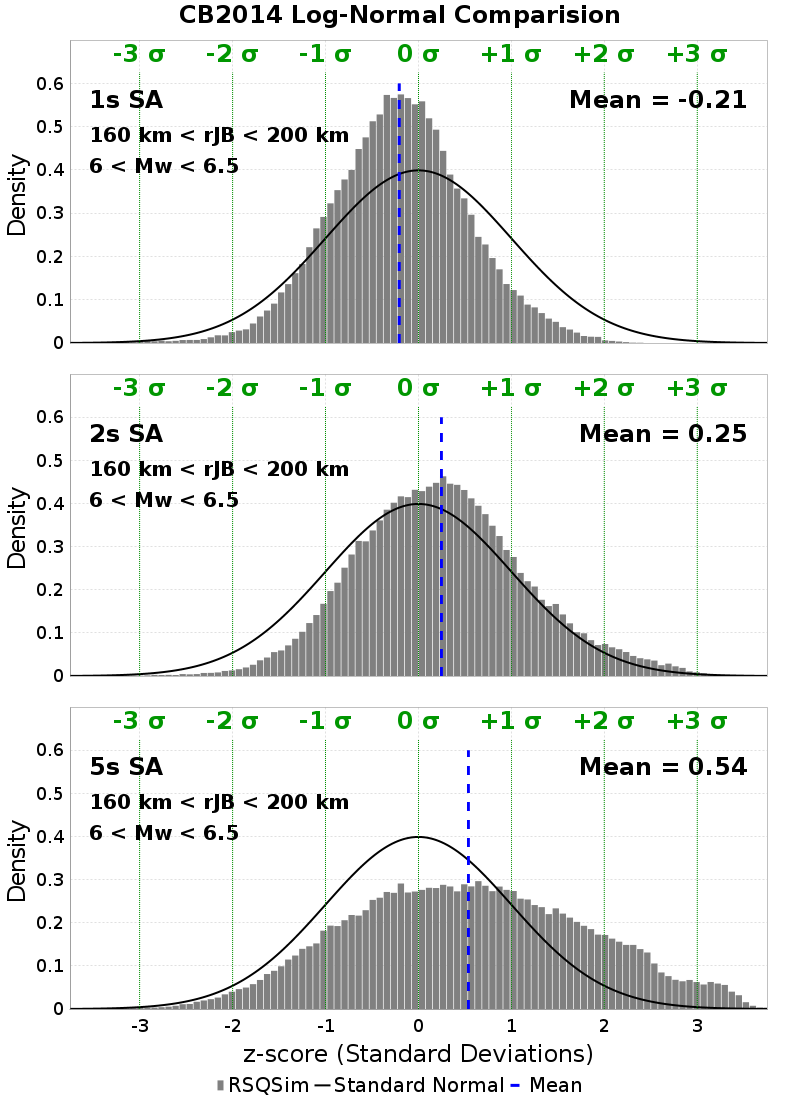 CB2014 Log-Normal Comparision
-3 σ -2 σ -1 σ 0 σ +1 σ +2 σ +3 σ
0.6
1s SA Mean = -0.21
0.5
160 km < rJB < 200 km
6 < Mw < 6.5
0.4
0.3
0.2
0.1
0
Density
-3 σ -2 σ -1 σ 0 σ +1 σ +2 σ +3 σ
0.6
2s SA Mean = 0.25
0.5
160 km < rJB < 200 km
6 < Mw < 6.5
0.4
0.3
0.2
0.1
0
Density
-3 σ -2 σ -1 σ 0 σ +1 σ +2 σ +3 σ
0.6
5s SA Mean = 0.54
0.5
160 km < rJB < 200 km
6 < Mw < 6.5
0.4
0.3
0.2
0.1
0
Density
-3 -2 -1 0 1 2 3
z-score (Standard Deviations)
RSQSim Standard Normal Mean